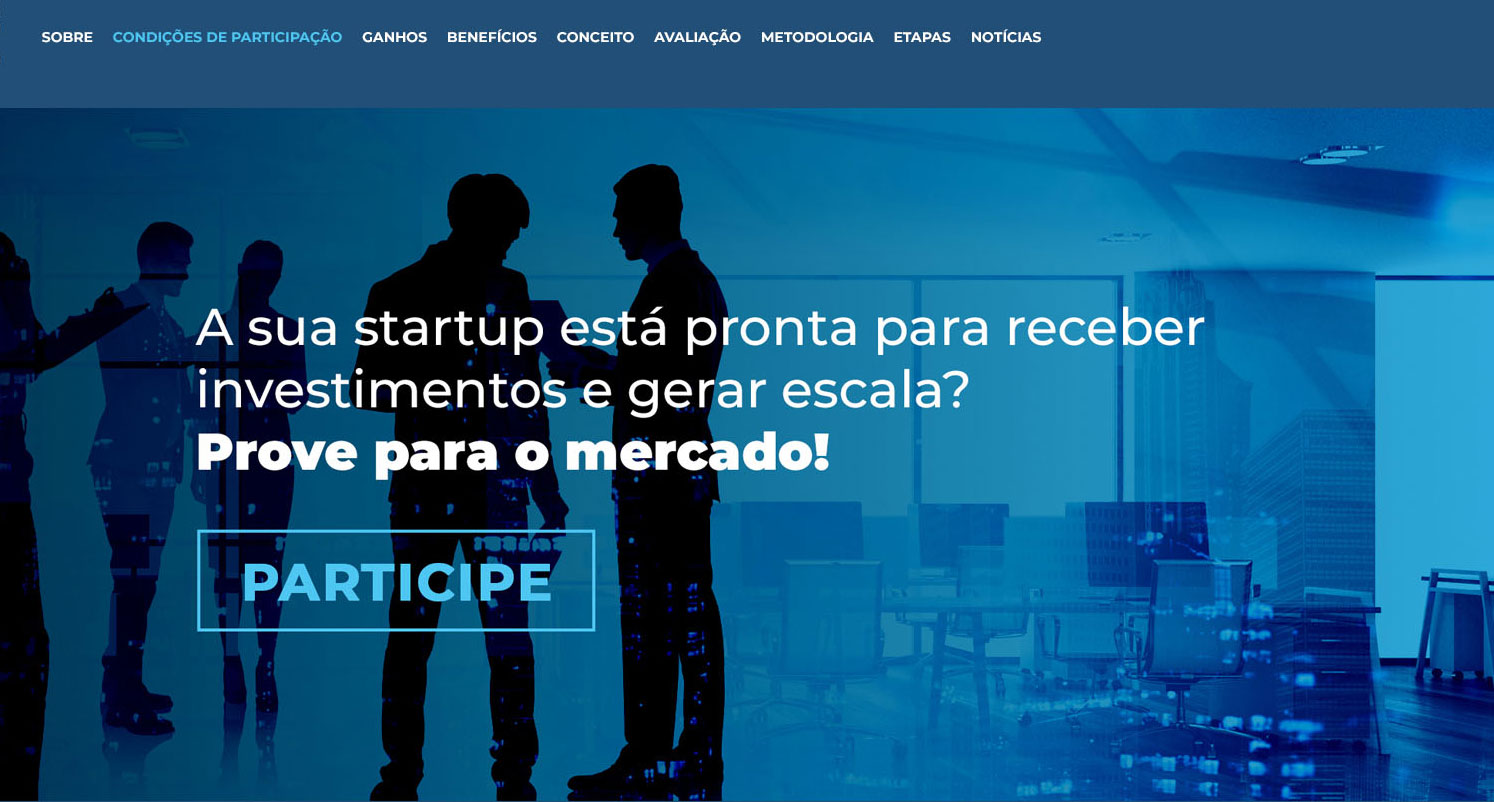 SOBRE CONDIÇÕES DE PARTICIPAÇÃO GANHOS BENEFÍCIOS CONCEITO AVALIAÇÃO METODOLOGIA ETAPAS NOTÍCIAS
A sua startup está pronta para receber
investimentos e gerar escala?
Prove para o mercado!
PARTICIPE